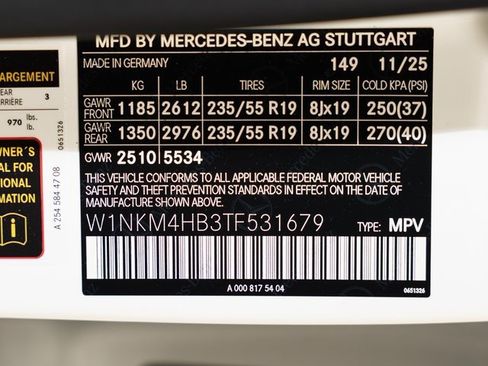 MFD BY MERCEDES-BENZ AG STUTTGART
MADE IN GERMANY 149 11/25
KG LB TIRES RIM SIZE COLD KPA(PSI)
GAWR FRONT 1185 2612 235/55 R19 8Jx19 250(37)
GAWR REAR 1350 2976 235/55 R19 8Jx19 270(40)
GVWR 2510 5534
THIS VEHICLE CONFORMS TO ALL APPLICABLE FEDERAL MOTOR VEHICLE
SAFETY AND THEFT PREVENTION STANDARDS IN EFFECT ON THE DATE OF
MANUFACTURE SHOWN ABOVE.
W1NKM4HB3TF531679 TYPE: MPV
A 000 817 54 04 0651326
ARGEMENT
AR
RRIÈRE 3
970 lbs.
lb.
0651326
WNER´S
AL FOR
IONAL
MATION
A 254 584 47 08